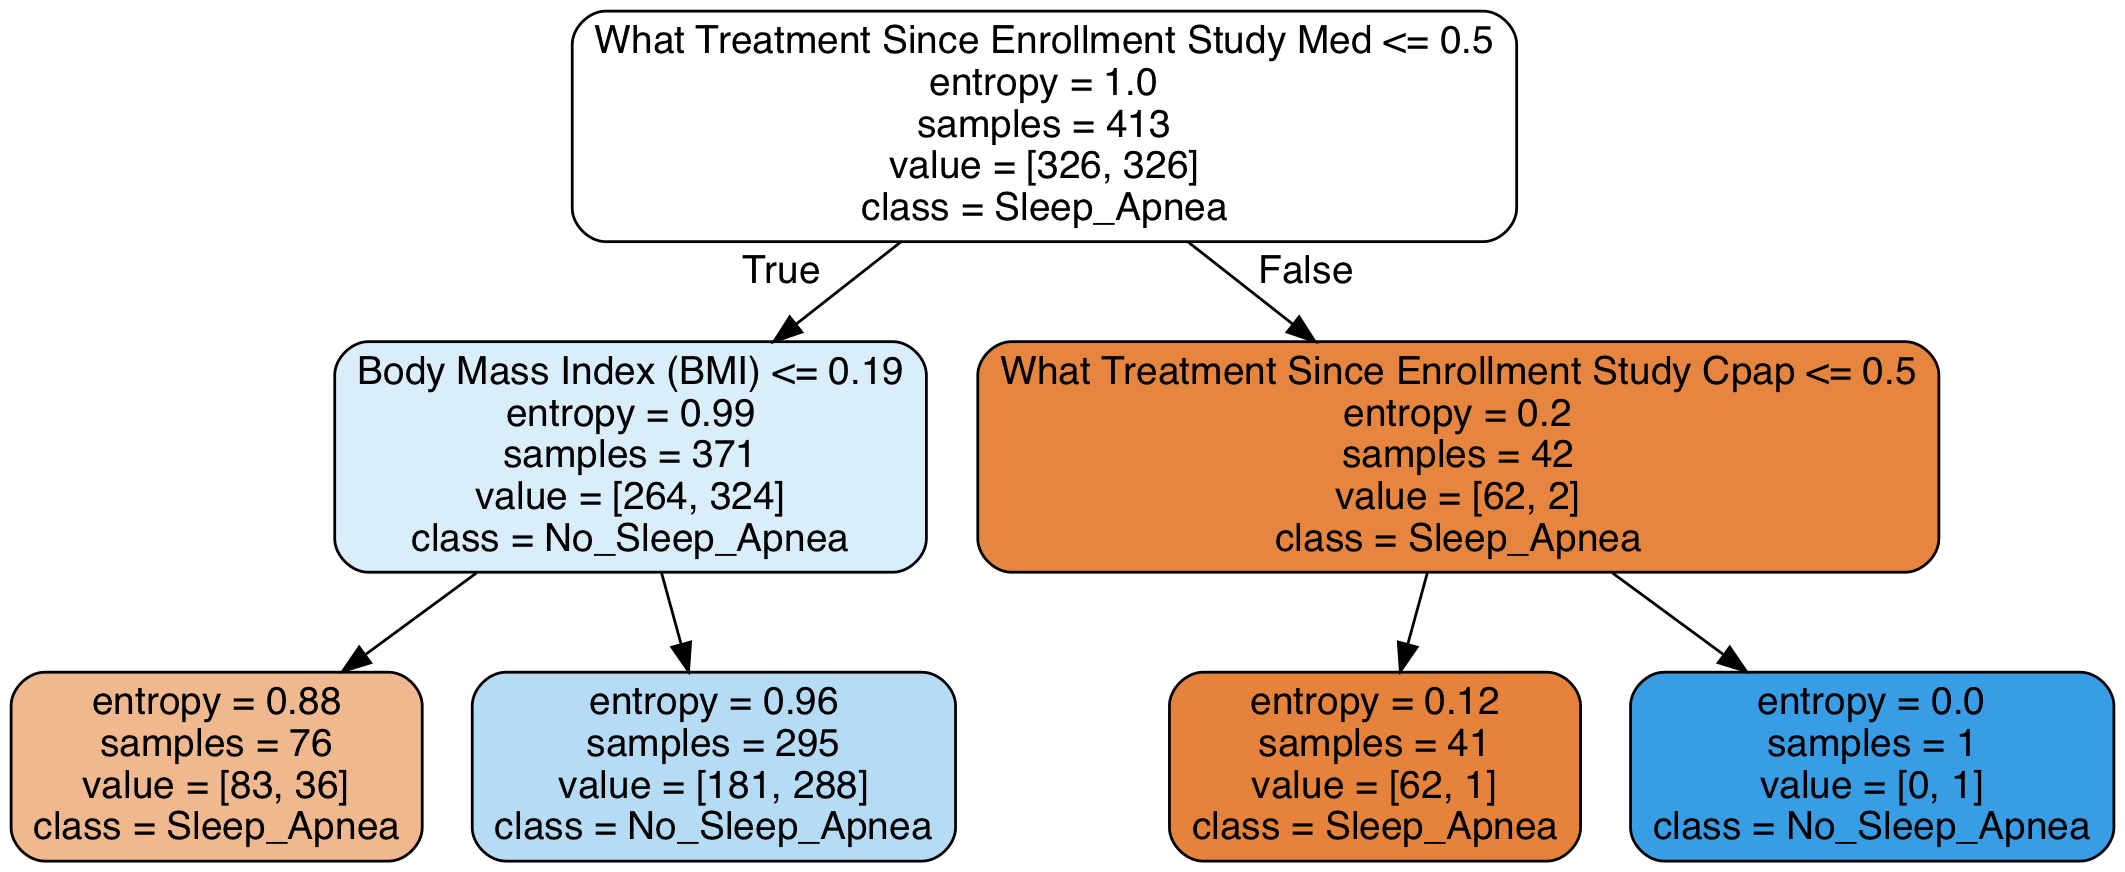 What Treatment Since Enrollment Study Med <= 0.5
entropy = 1.0
samples = 413
value = [326, 326]
class = Sleep_Apnea
True
False
Body Mass Index (BMI) <= 0.19
entropy = 0.99
samples = 371
value = [264, 324]
class = No_Sleep_Apnea
What Treatment Since Enrollment Study Cpap <= 0.5
entropy = 0.2
samples = 42
value = [62, 2]
class = Sleep_Apnea
entropy = 0.88
samples = 76
value = [83, 36]
class = Sleep_Apnea
entropy = 0.96
samples = 295
value = [181, 288]
class = No_Sleep_Apnea
entropy = 0.12
samples = 41
value = [62, 1]
class = Sleep_Apnea
entropy = 0.0
samples = 1
value = [0, 1]
class = No_Sleep_Apnea